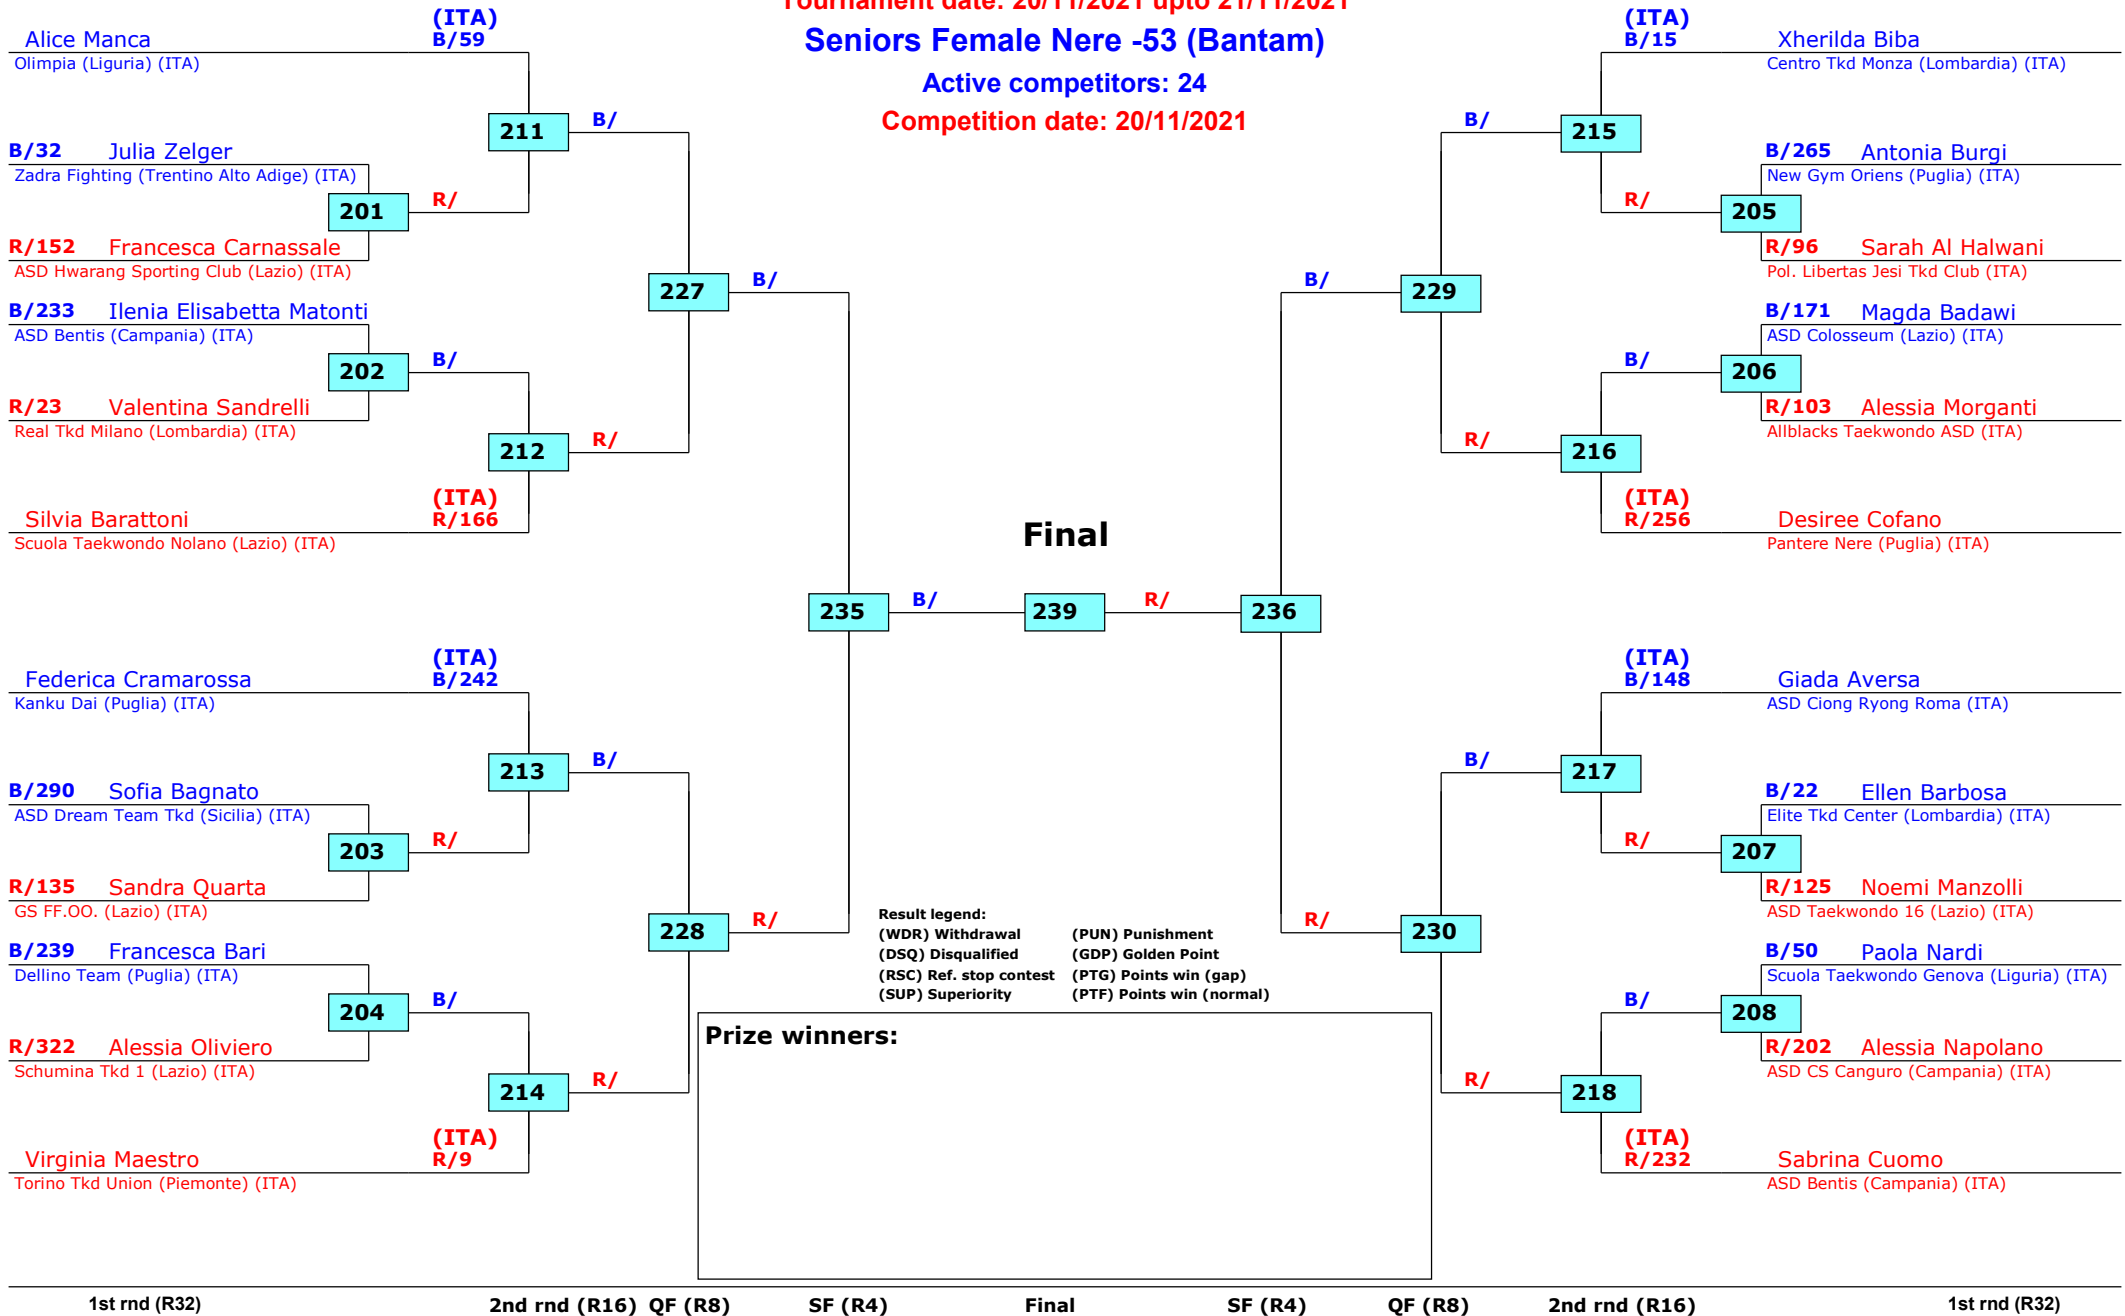 Tournament date: 20/11/2021 upto 21/11/2021
Seniors Female Nere -53 (Bantam)
Active competitors: 24
Competition date: 20/11/2021
Alice Manca
(ITA)
B/59
Olimpia (Liguria) (ITA)
211
B/
B/32 Julia Zelger
Zadra Fighting (Trentino Alto Adige) (ITA)
201
R/
R/152 Francesca Carnassale
ASD Hwarang Sporting Club (Lazio) (ITA)
227
B/
B/233 Ilenia Elisabetta Matonti
ASD Bentis (Campania) (ITA)
202
B/
R/23 Valentina Sandrelli
Real Tkd Milano (Lombardia) (ITA)
212
R/
(ITA)
R/166
Silvia Barattoni
Scuola Taekwondo Nolano (Lazio) (ITA)
235
B/
Federica Cramarossa
(ITA)
B/242
Kanku Dai (Puglia) (ITA)
213
B/
B/290 Sofia Bagnato
ASD Dream Team Tkd (Sicilia) (ITA)
203
R/
R/135 Sandra Quarta
GS FF.OO. (Lazio) (ITA)
228
R/
B/239 Francesca Bari
Dellino Team (Puglia) (ITA)
204
B/
R/322 Alessia Oliviero
Schumina Tkd 1 (Lazio) (ITA)
214
R/
(ITA)
R/9
Virginia Maestro
Torino Tkd Union (Piemonte) (ITA)
Final
239
R/
236
(ITA)
B/15
Xherilda Biba
Centro Tkd Monza (Lombardia) (ITA)
B/
215
B/265 Antonia Burgi
New Gym Oriens (Puglia) (ITA)
R/
205
R/96 Sarah Al Halwani
Pol. Libertas Jesi Tkd Club (ITA)
B/
229
B/171 Magda Badawi
ASD Colosseum (Lazio) (ITA)
B/
206
R/103 Alessia Morganti
Allblacks Taekwondo ASD (ITA)
R/
216
(ITA)
R/256
Desiree Cofano
Pantere Nere (Puglia) (ITA)
(ITA)
B/148
Giada Aversa
ASD Ciong Ryong Roma (ITA)
B/
217
B/22 Ellen Barbosa
Elite Tkd Center (Lombardia) (ITA)
R/
207
R/125 Noemi Manzolli
ASD Taekwondo 16 (Lazio) (ITA)
R/
230
B/50 Paola Nardi
Scuola Taekwondo Genova (Liguria) (ITA)
B/
208
R/202 Alessia Napolano
ASD CS Canguro (Campania) (ITA)
R/
218
(ITA)
R/232
Sabrina Cuomo
ASD Bentis (Campania) (ITA)
Result legend:
(WDR) Withdrawal (PUN) Punishment
(DSQ) Disqualified (GDP) Golden Point
(RSC) Ref. stop contest (PTG) Points win (gap)
(SUP) Superiority (PTF) Points win (normal)
Prize winners:
1st rnd (R32) 2nd rnd (R16) QF (R8) SF (R4) Final SF (R4) QF (R8) 2nd rnd (R16) 1st rnd (R32)